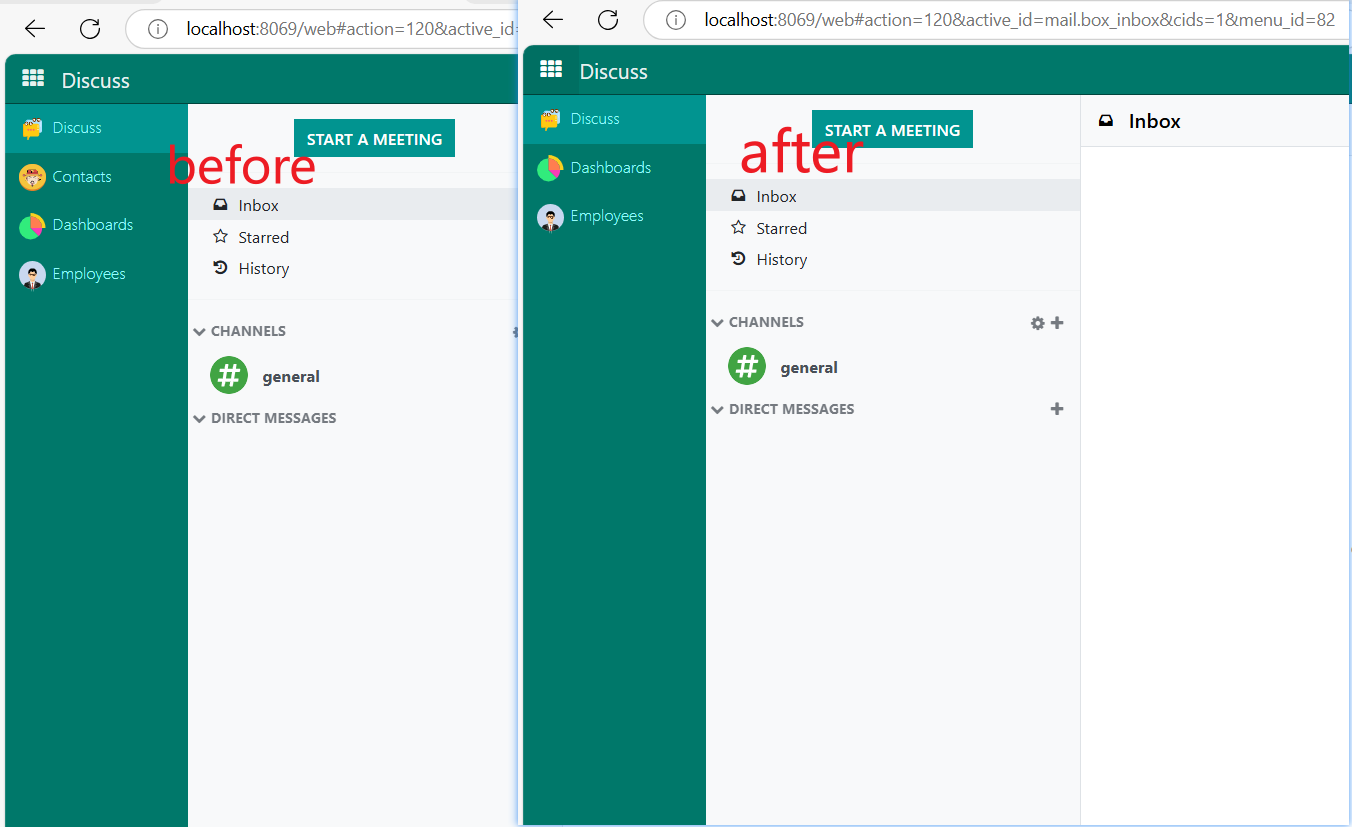 localhost:8069/web#action=120&active_id=
Discuss
Discuss
Contacts
Dashboards
Employees
START A MEETING
before
Inbox
Starred
History
CHANNELS
general
DIRECT MESSAGES
localhost:8069/web#action=120&active_id=mail.box_inbox&cids=1&menu_id=82
Discuss
Discuss
Dashboards
Employees
START A MEETING
after
Inbox
Starred
History
CHANNELS
general
DIRECT MESSAGES
Inbox